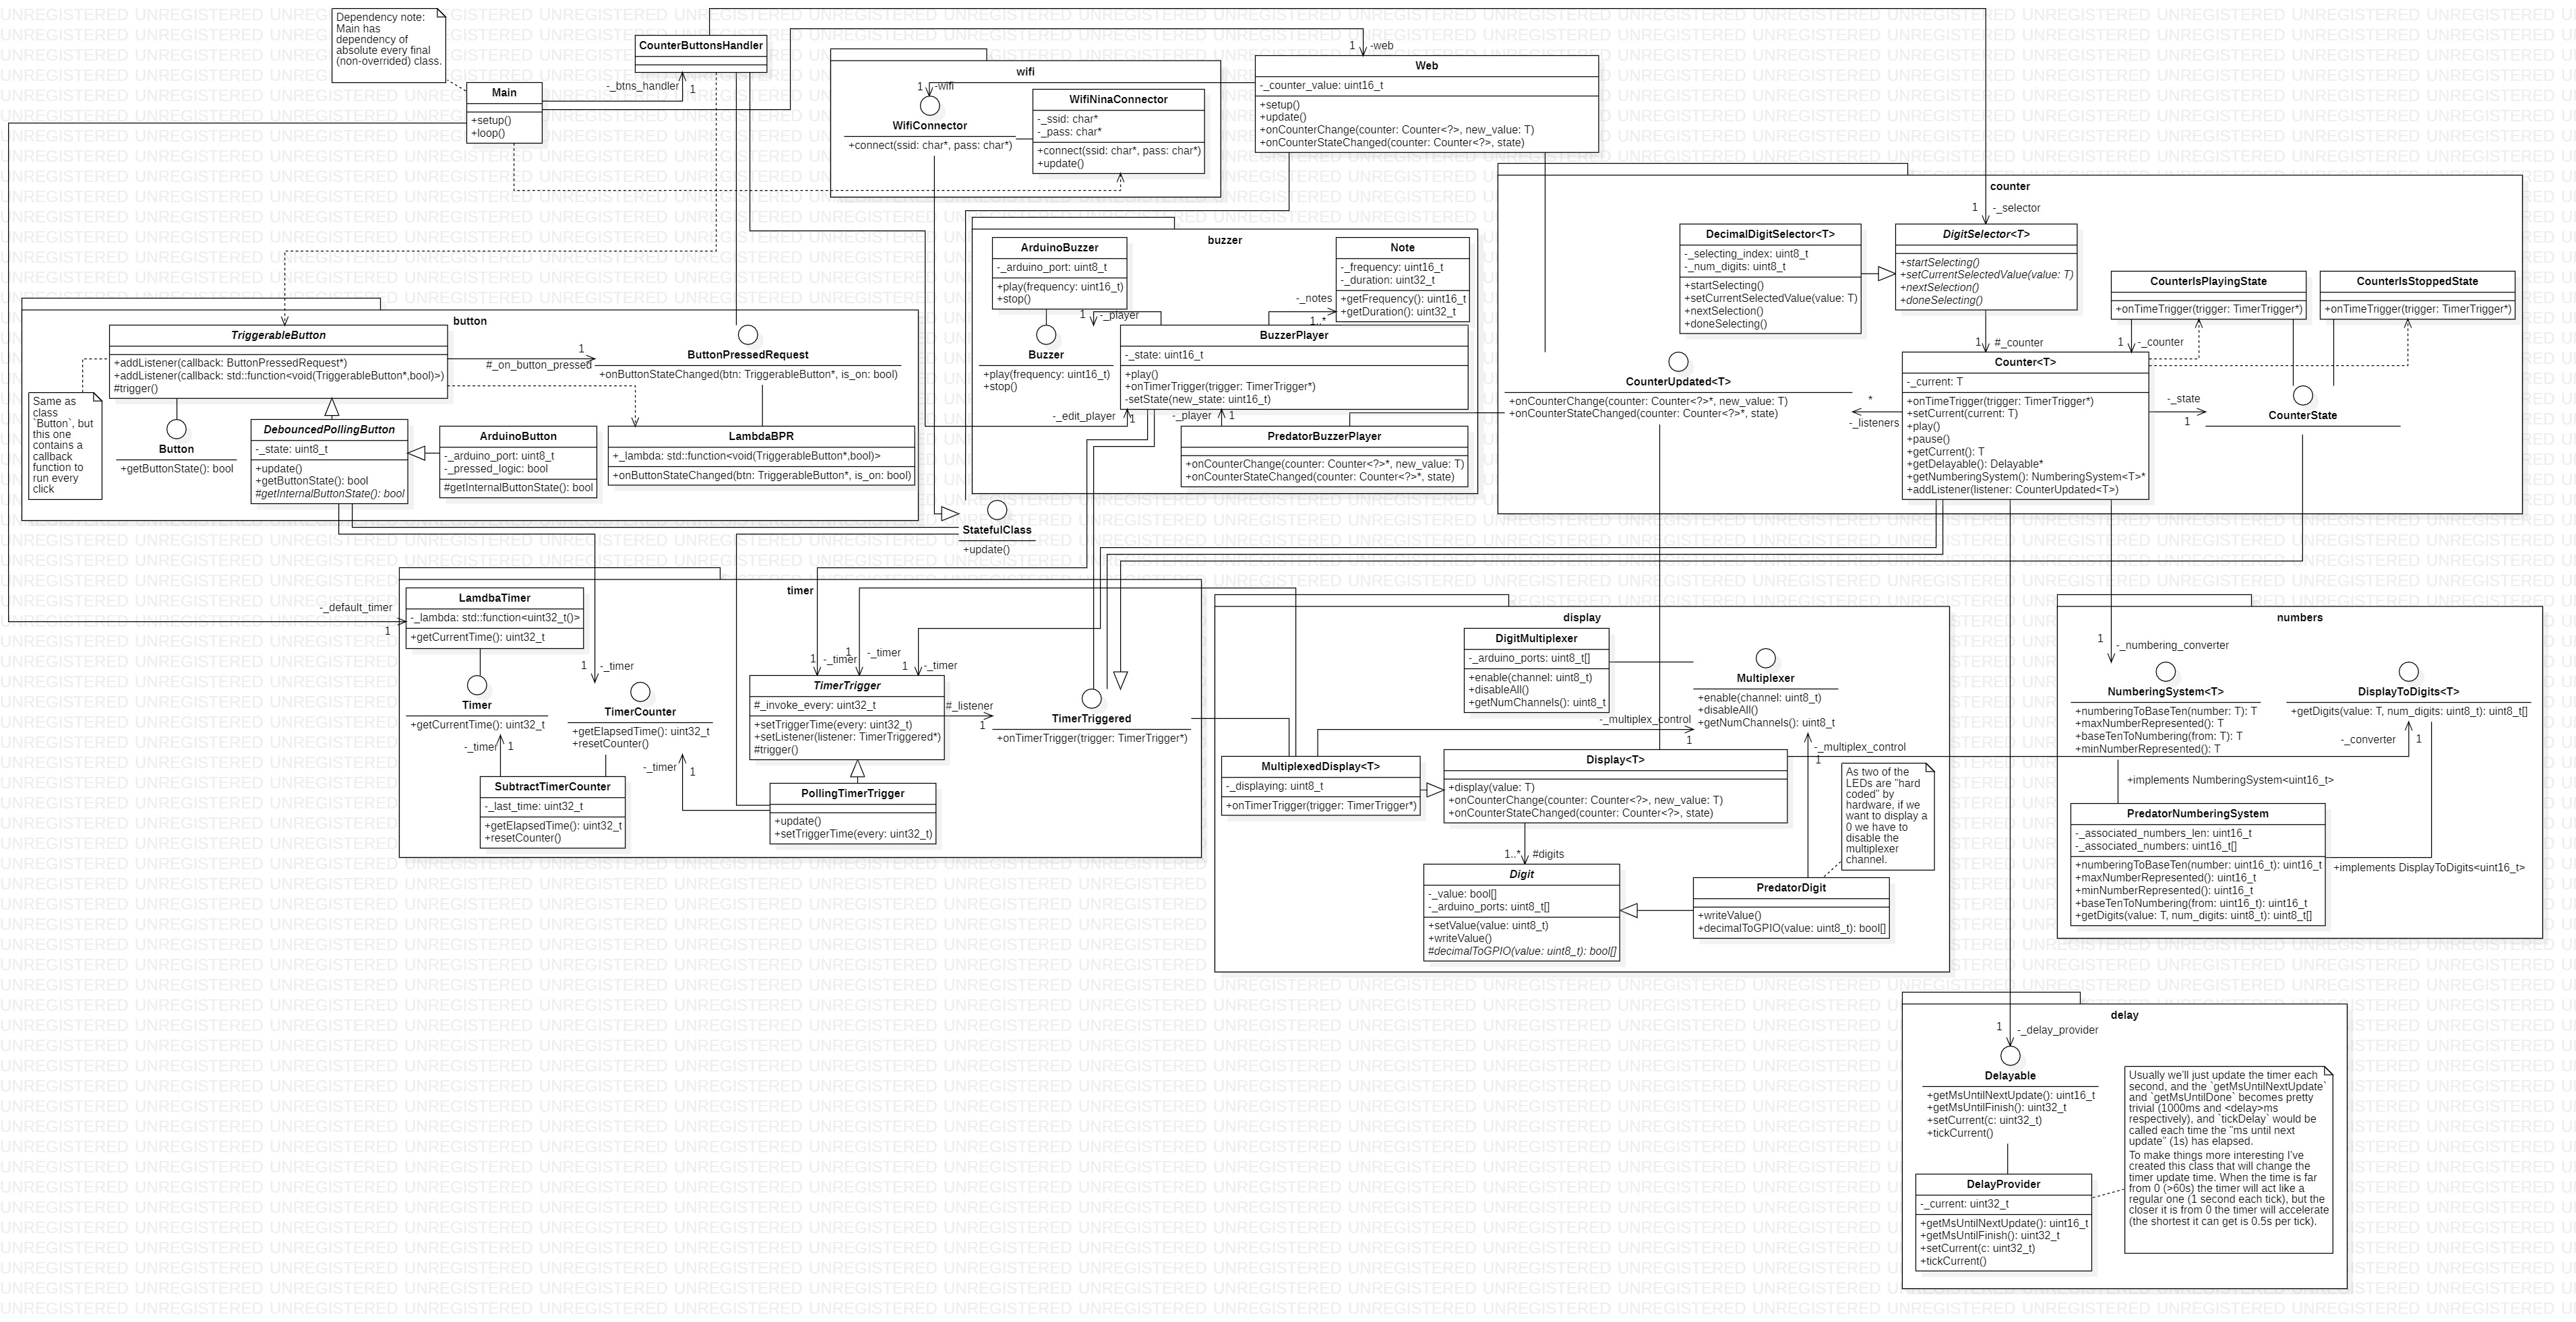 Dependency note:
Main has
dependency of
absolute every final
(non-overrided) class.
Main
+setup()
+loop()
-_btns_handler
1
CounterButtonsHandler
wifi
1
-wifi
WifiConnector
+connect(ssid: char*, pass: char*)
WifiNinaConnector
-_ssid: char*
-_pass: char*
+connect(ssid: char*, pass: char*)
+update()
1
-web
Web
-_counter_value: uint16_t
+setup()
+update()
+onCounterChange(counter: Counter<?>, new_value: T)
+onCounterStateChanged(counter: Counter<?>, state)
counter
1
-_selector
DecimalDigitSelector<T>
-_selecting_index: uint8_t
-_num_digits: uint8_t
+startSelecting()
+setCurrentSelectedValue(value: T)
+nextSelection()
+doneSelecting()
DigitSelector<T>
+startSelecting()
+setCurrentSelectedValue(value: T)
+nextSelection()
+doneSelecting()
CounterIsPlayingState
+onTimeTrigger(trigger: TimerTrigger*)
CounterIsStoppedState
+onTimeTrigger(trigger: TimerTrigger*)
1
#_counter
1
-_counter
CounterUpdated<T>
+onCounterChange(counter: Counter<?>*, new_value: T)
+onCounterStateChanged(counter: Counter<?>*, state)
*
-_listeners
Counter<T>
-_current: T
+onTimeTrigger(trigger: TimerTrigger*)
+setCurrent(current: T)
+play()
+pause()
+getCurrent(): T
+getDelayable(): Delayable*
+getNumberingSystem(): NumberingSystem<T>*
+addListener(listener: CounterUpdated<T>)
-_state
1
CounterState
buzzer
ArduinoBuzzer
-_arduino_port: uint8_t
+play(frequency: uint16_t)
+stop()
Note
-_frequency: uint16_t
-_duration: uint32_t
+getFrequency(): uint16_t
+getDuration(): uint32_t
-_notes
1..*
1
-_player
Buzzer
+play(frequency: uint16_t)
+stop()
BuzzerPlayer
-_state: uint16_t
+play()
+onTimerTrigger(trigger: TimerTrigger*)
-setState(new_state: uint16_t)
-_edit_player
1
-_player
1
PredatorBuzzerPlayer
+onCounterChange(counter: Counter<?>*, new_value: T)
+onCounterStateChanged(counter: Counter<?>*, state)
button
TriggerableButton
+addListener(callback: ButtonPressedRequest*)
+addListener(callback: std::function<void(TriggerableButton*,bool)>)
#trigger()
1
#_on_button_pressed
ButtonPressedRequest
+onButtonStateChanged(btn: TriggerableButton*, is_on: bool)
Same as
class
`Button`, but
this one
contains a
callback
function to
run every
click
Button
+getButtonState(): bool
DebouncedPollingButton
-_state: uint8_t
+update()
+getButtonState(): bool
#getInternalButtonState(): bool
ArduinoButton
-_arduino_port: uint8_t
-_pressed_logic: bool
#getInternalButtonState(): bool
LambdaBPR
+_lambda: std::function<void(TriggerableButton*,bool)>
+onButtonStateChanged(btn: TriggerableButton*, is_on: bool)
StatefulClass
+update()
timer
-_default_timer
1
LamdbaTimer
-_lambda: std::function<uint32_t()>
+getCurrentTime(): uint32_t
Timer
+getCurrentTime(): uint32_t
-_timer
1
1
-_timer
TimerCounter
+getElapsedTime(): uint32_t
+resetCounter()
-_timer
1
SubtractTimerCounter
-_last_time: uint32_t
+getElapsedTime(): uint32_t
+resetCounter()
1
-_timer
1
-_timer
1
-_timer
TimerTrigger
#_invoke_every: uint32_t
+setTriggerTime(every: uint32_t)
+setListener(listener: TimerTriggered*)
#trigger()
#_listener
1
TimerTriggered
+onTimerTrigger(trigger: TimerTrigger*)
PollingTimerTrigger
+update()
+setTriggerTime(every: uint32_t)
display
DigitMultiplexer
-_arduino_ports: uint8_t[]
+enable(channel: uint8_t)
+disableAll()
+getNumChannels(): uint8_t
Multiplexer
+enable(channel: uint8_t)
+disableAll()
+getNumChannels(): uint8_t
-_multiplex_control
1
-_multiplex_control
1
MultiplexedDisplay<T>
-_displaying: uint8_t
+onTimerTrigger(trigger: TimerTrigger*)
Display<T>
+display(value: T)
+onCounterChange(counter: Counter<?>, new_value: T)
+onCounterStateChanged(counter: Counter<?>, state)
As two of the
LEDs are "hard
coded" by
hardware, if we
want to display a
0 we have to
disable the
multiplexer
channel.
1..*
#digits
Digit
-_value: bool[]
-_arduino_ports: uint8_t[]
+setValue(value: uint8_t)
+writeValue()
#decimalToGPIO(value: uint8_t): bool[]
PredatorDigit
+writeValue()
+decimalToGPIO(value: uint8_t): bool[]
numbers
1
-_numbering_converter
NumberingSystem<T>
+numberingToBaseTen(number: T): T
+maxNumberRepresented(): T
+baseTenToNumbering(from: T): T
+minNumberRepresented(): T
DisplayToDigits<T>
+getDigits(value: T, num_digits: uint8_t): uint8_t[]
-_converter
1
+implements NumberingSystem<uint16_t>
PredatorNumberingSystem
-_associated_numbers_len: uint16_t
-_associated_numbers: uint16_t[]
+numberingToBaseTen(number: uint16_t): uint16_t
+maxNumberRepresented(): uint16_t
+minNumberRepresented(): uint16_t
+baseTenToNumbering(from: uint16_t): uint16_t
+getDigits(value: T, num_digits: uint8_t): uint8_t[]
+implements DisplayToDigits<uint16_t>
delay
1
-_delay_provider
Delayable
+getMsUntilNextUpdate(): uint16_t
+getMsUntilFinish(): uint32_t
+setCurrent(c: uint32_t)
+tickCurrent()
DelayProvider
-_current: uint32_t
+getMsUntilNextUpdate(): uint16_t
+getMsUntilFinish(): uint32_t
+setCurrent(c: uint32_t)
+tickCurrent()
Usually we'll just update the timer each
second, and the `getMsUntilNextUpdate`
and `getMsUntilDone` becomes pretty
trivial (1000ms and <delay>ms
respectively), and `tickDelay` would be
called each time the "ms until next
update" (1s) has elapsed.
To make things more interesting I've
created this class that will change the
timer update time. When the time is far
from 0 (>60s) the timer will act like a
regular one (1 second each tick), but the
closer it is from 0 the timer will accelerate
(the shortest it can get is 0.5s per tick).